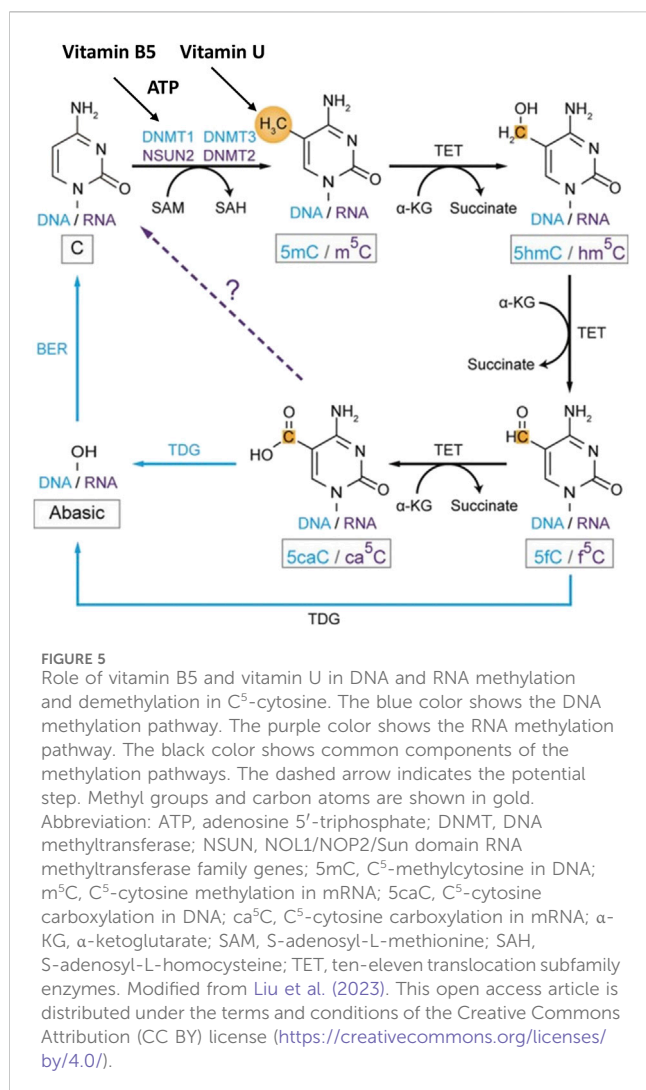 Vitamin B5 Vitamin U
ATP
NH₂
DNMT1 DNMT3
NSUN2 DNMT2
N
O
N
SAM SAH
DNA / RNA
C
H₃C
NH₂
N
O
N
DNA / RNA
5mC / m⁵C
TET
α-KG Succinate
OH
H₂C
NH₂
N
O
N
DNA / RNA
5hmC / hm⁵C
?
α-KG
TET
Succinate
BER
OH
DNA / RNA
Abasic
TDG
O
C
HO
NH₂
N
O
N
DNA / RNA
5caC / ca⁵C
TET
α-KG Succinate
O
HC
NH₂
N
O
N
DNA / RNA
5fC / f⁵C
TDG
FIGURE 5
Role of vitamin B5 and vitamin U in DNA and RNA methylation
and demethylation in C⁵-cytosine. The blue color shows the DNA
methylation pathway. The purple color shows the RNA methylation
pathway. The black color shows common components of the
methylation pathways. The dashed arrow indicates the potential
step. Methyl groups and carbon atoms are shown in gold.
Abbreviation: ATP, adenosine 5′-triphosphate; DNMT, DNA
methyltransferase; NSUN, NOL1/NOP2/Sun domain RNA
methyltransferase family genes; 5mC, C⁵-methylcytosine in DNA;
m⁵C, C⁵-cytosine methylation in mRNA; 5caC, C⁵-cytosine
carboxylation in DNA; ca⁵C, C⁵-cytosine carboxylation in mRNA; α-
KG, α-ketoglutarate; SAM, S-adenosyl-L-methionine; SAH,
S-adenosyl-L-homocysteine; TET, ten-eleven translocation subfamily
enzymes. Modified from Liu et al. (2023). This open access article is
distributed under the terms and conditions of the Creative Commons
Attribution (CC BY) license (https://creativecommons.org/licenses/
by/4.0/).